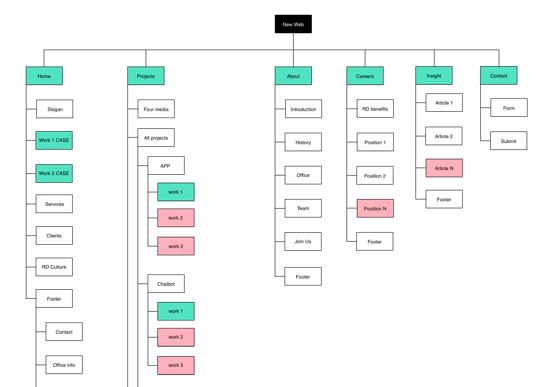 New Web
Home
Projects
About
Careers
Insight
Contact
Slogan
Work 1 CASE
Work 2 CASE
Services
Clients
RD Culture
Footer
Contact
Office info
Four media
All projects
APP
work 1
work 2
work 3
Chatbot
work 1
work 2
work 3
Introduction
History
Office
Team
Join Us
Footer
RD benefits
Position 1
Position 2
Position N
Footer
Article 1
Article 2
Article N
Footer
Form
Submit